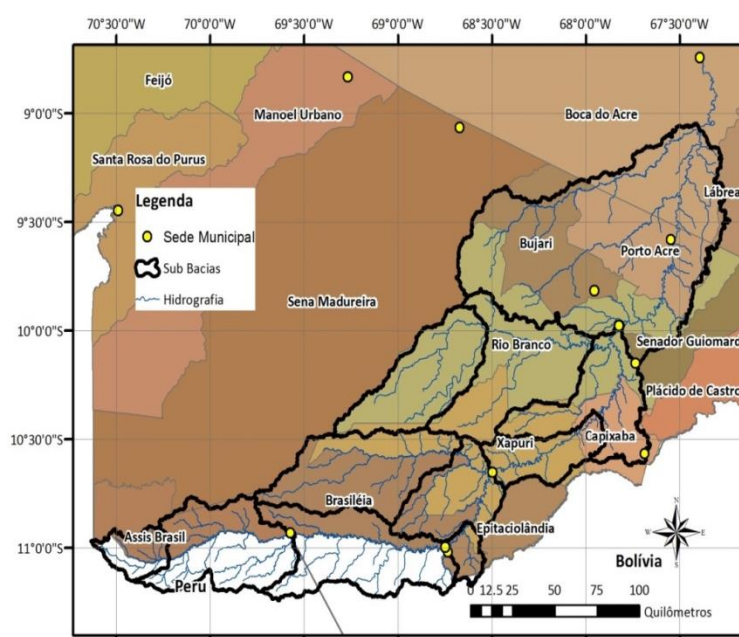 70°30'0"W 70°0'0"W 69°30'0"W 69°0'0"W 68°30'0"W 68°0'0"W 67°30'0"W
Feijó
9°0'0"S
Manoel Urbano
Boca do Acre
Santa Rosa do Purus
Lábrea
9°30'0"S
Legenda
Sede Municipal
Sub Bacias
Hidrografia
Bujari
Porto Acre
Sena Madureira
10°0'0"S
Rio Branco
Senador Guiomard
Plácido de Castro
10°30'0"S
Xapuri
Capixaba
Brasiléia
Epitaciolândia
Assis Brasil
11°0'0"S
Peru
Bolívia
N
W E
S
0 12.5 25 50 75 100
Quilômetros